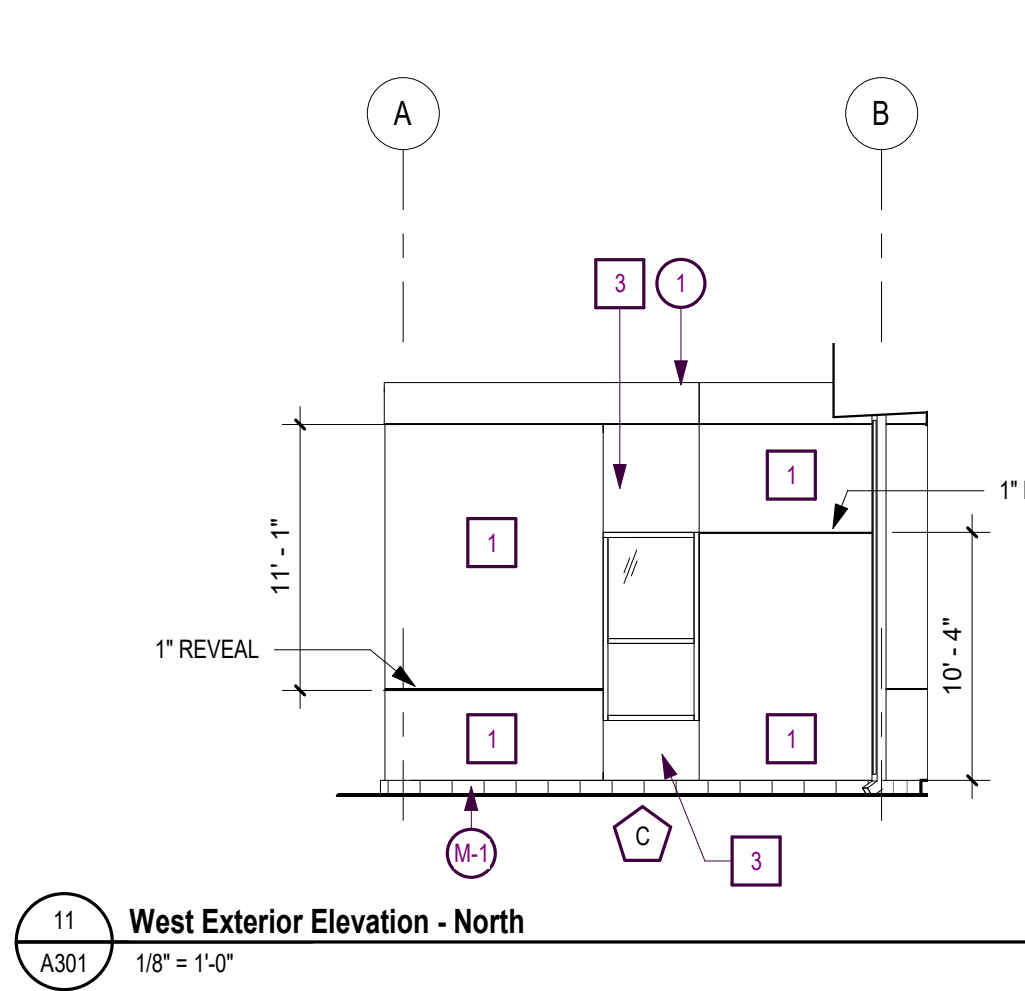 A
B
3
1
1
1" 
1
11' - 1"
1" REVEAL
10' - 4"
1
1
C
M-1
3
11
West Exterior Elevation - North
A301
1/8" = 1'-0"